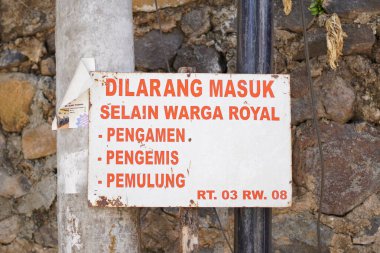 DILARANG MASUK
SELAIN WARGA ROYAL
- PENGAMEN
- PENGEMIS
- PEMULUNG
RT. 03 RW. 08